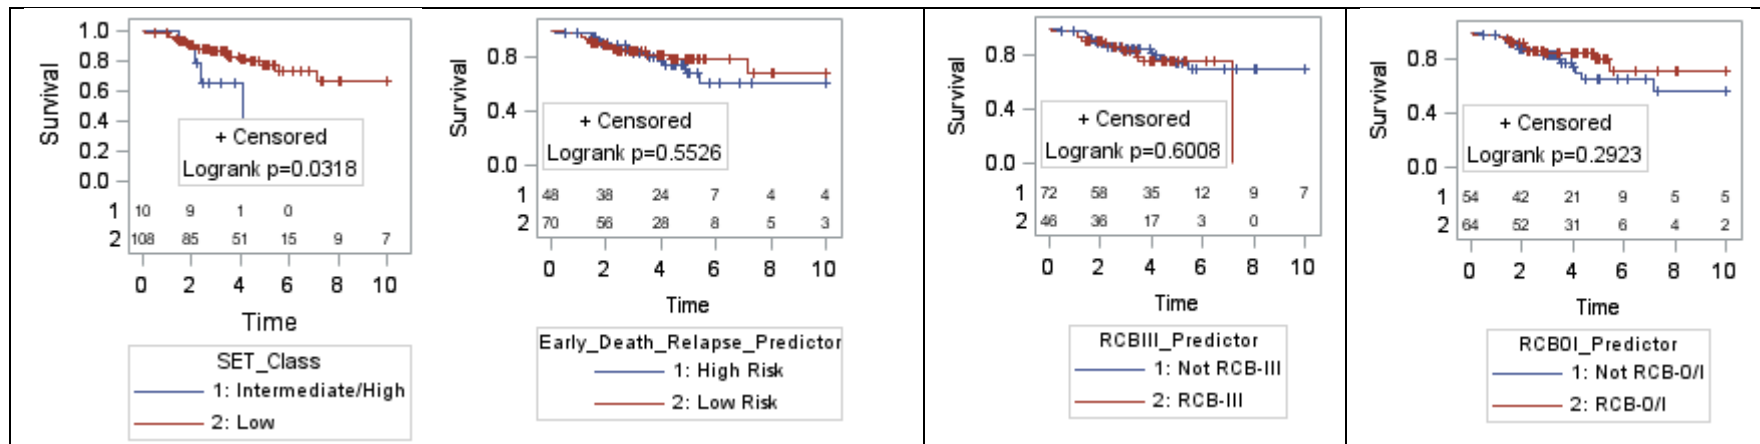 1.0
0.8
0.6
0.4
0.2
0.0
Survival
+ Censored
Logrank p=0.0318
1 10 9 1 0
2 108 85 51 15 9 7
0 2 4 6 8 10
Time
SET_Class
1: Intermediate/High
2: Low
0.8
0.4
0.0
Survival
+ Censored
Logrank p=0.5526
1 48 38 24 7 4 4
2 70 56 28 8 5 3
0 2 4 6 8 10
Time
Early_Death_Relapse_Predictor
1: High Risk
2: Low Risk
0.8
0.4
0.0
Survival
+ Censored
Logrank p=0.6008
1 72 58 35 12 9 7
2 46 36 17 3 0
0 2 4 6 8 10
Time
RCBIII_Predictor
1: Not RCB-III
2: RCB-III
0.8
0.4
0.0
Survival
+ Censored
Logrank p=0.2923
1 54 42 21 9 5 5
2 64 52 31 6 4 2
0 2 4 6 8 10
Time
RCB0I_Predictor
1: Not RCB-0/I
2: RCB-0/I